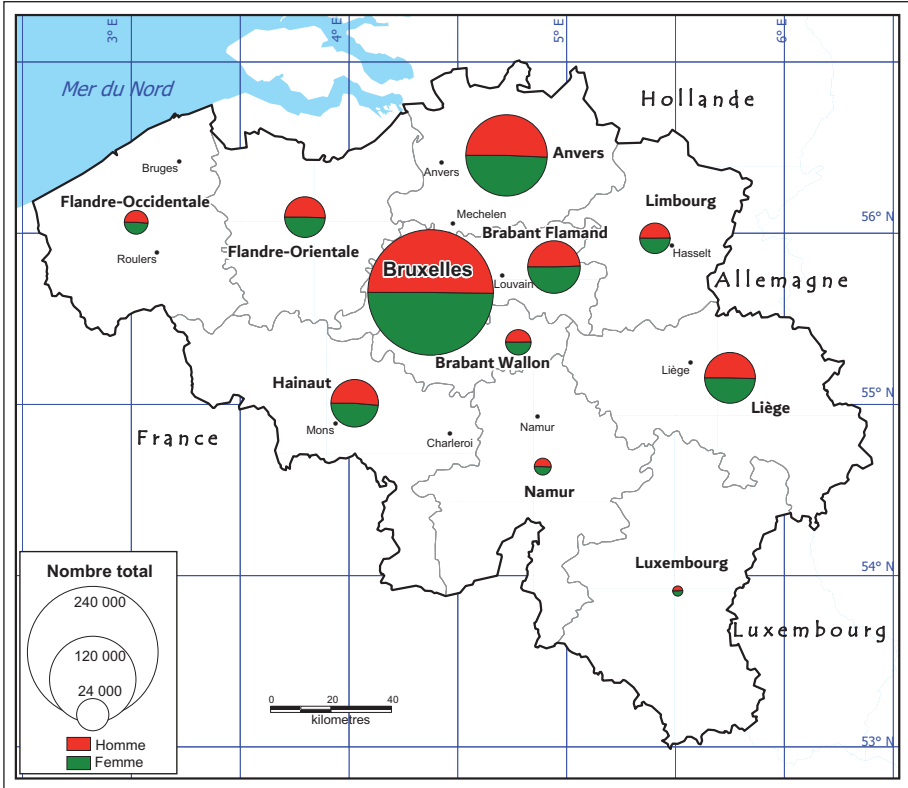 3° E
4° E
5° E
6° E
Mer du Nord
Hollande
Bruges
Anvers
Anvers
Flandre-Occidentale
Limbourg
Mechelen
56° N
Roulers
Flandre-Orientale
Brabant Flamand
Hasselt
Bruxelles
Louvain
Allemagne
Brabant Wallon
Liège
Hainaut
55° N
Liège
Mons
France
Charleroi
Namur
Namur
Luxembourg
54° N
Luxembourg
Nombre total
240 000
120 000
24 000
Homme
Femme
0 20 40
kilometres
53° N